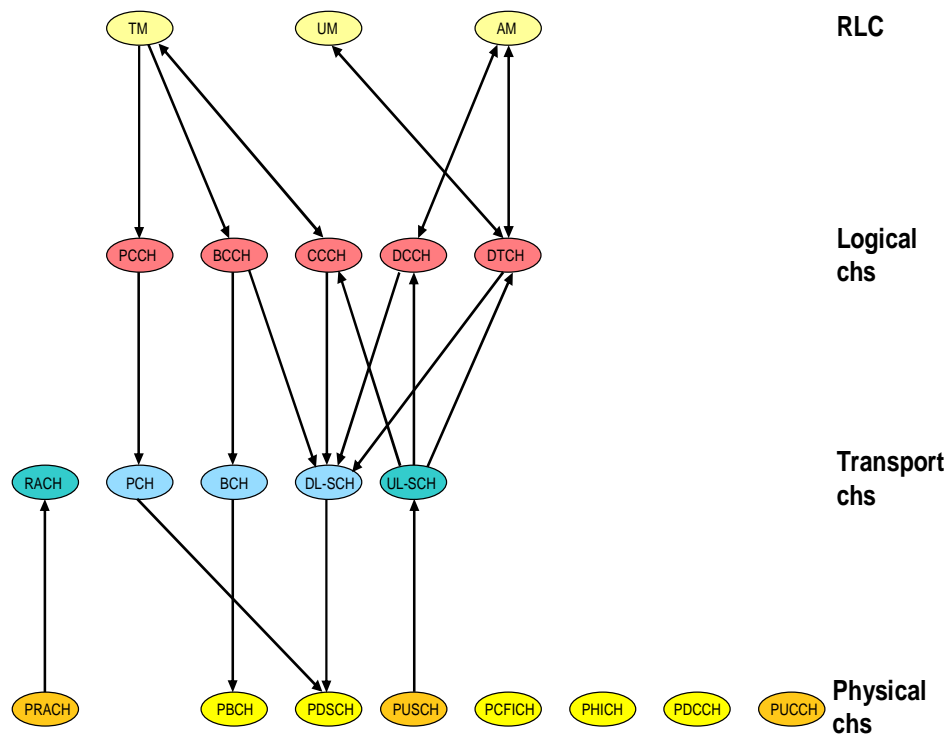 TM UM AM RLC
PCCH BCCH CCCH DCCH DTCH Logical
chs
RACH PCH BCH DL-SCH UL-SCH Transport
chs
PRACH PBCH PDSCH PUSCH PCFICH PHICH PDCCH PUCCH Physical
chs